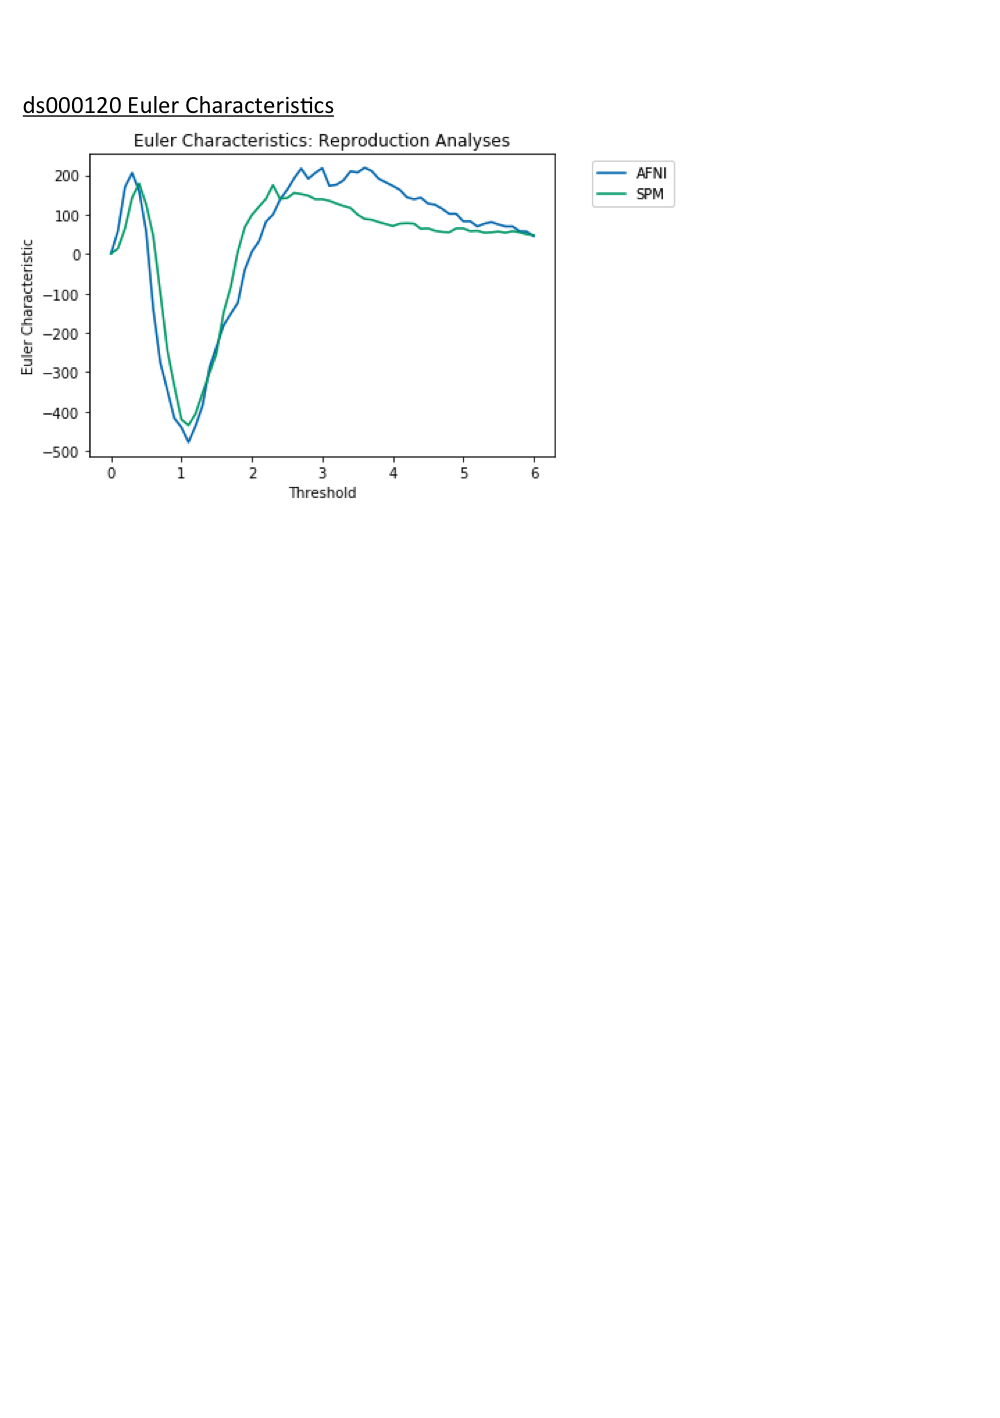 ds000120 Euler Characteristics
Euler Characteristics: Reproduction Analyses
AFNI
SPM
Euler Characteristic
200
100
0
−100
−200
−300
−400
−500
0 1 2 3 4 5 6
Threshold